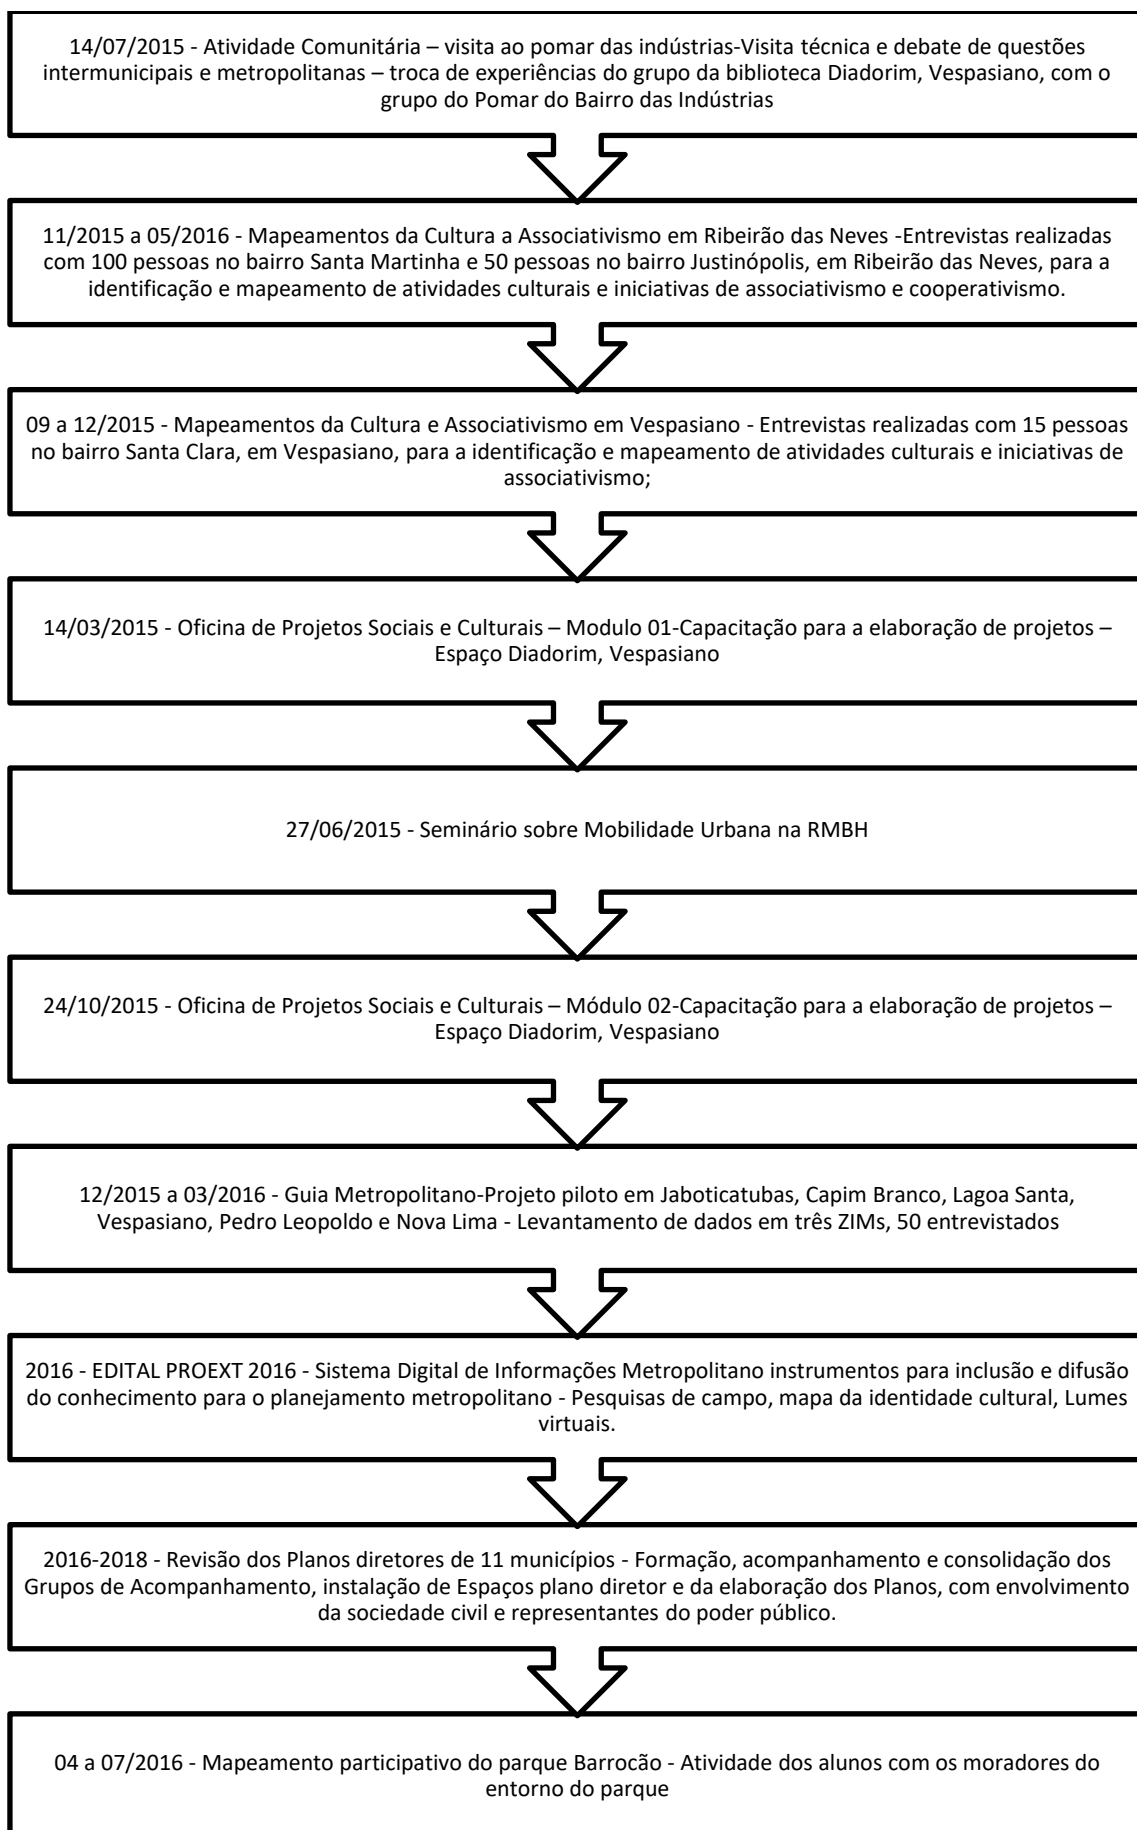 14/07/2015 - Atividade Comunitária – visita ao pomar das indústrias-Visita técnica e debate de questões
intermunicipais e metropolitanas – troca de experiências do grupo da biblioteca Diadorim, Vespasiano, com o
grupo do Pomar do Bairro das Indústrias
11/2015 a 05/2016 - Mapeamentos da Cultura a Associativismo em Ribeirão das Neves -Entrevistas realizadas
com 100 pessoas no bairro Santa Martinha e 50 pessoas no bairro Justinópolis, em Ribeirão das Neves, para a
identificação e mapeamento de atividades culturais e iniciativas de associativismo e cooperativismo.
09 a 12/2015 - Mapeamentos da Cultura e Associativismo em Vespasiano - Entrevistas realizadas com 15 pessoas
no bairro Santa Clara, em Vespasiano, para a identificação e mapeamento de atividades culturais e iniciativas de
associativismo;
14/03/2015 - Oficina de Projetos Sociais e Culturais – Modulo 01-Capacitação para a elaboração de projetos –
Espaço Diadorim, Vespasiano
27/06/2015 - Seminário sobre Mobilidade Urbana na RMBH
24/10/2015 - Oficina de Projetos Sociais e Culturais – Módulo 02-Capacitação para a elaboração de projetos –
Espaço Diadorim, Vespasiano
12/2015 a 03/2016 - Guia Metropolitano-Projeto piloto em Jaboticatubas, Capim Branco, Lagoa Santa,
Vespasiano, Pedro Leopoldo e Nova Lima - Levantamento de dados em três ZIMs, 50 entrevistados
2016 - EDITAL PROEXT 2016 - Sistema Digital de Informações Metropolitano instrumentos para inclusão e difusão
do conhecimento para o planejamento metropolitano - Pesquisas de campo, mapa da identidade cultural, Lumes
virtuais.
2016-2018 - Revisão dos Planos diretores de 11 municípios - Formação, acompanhamento e consolidação dos
Grupos de Acompanhamento, instalação de Espaços plano diretor e da elaboração dos Planos, com envolvimento
da sociedade civil e representantes do poder público.
04 a 07/2016 - Mapeamento participativo do parque Barrocão - Atividade dos alunos com os moradores do
entorno do parque